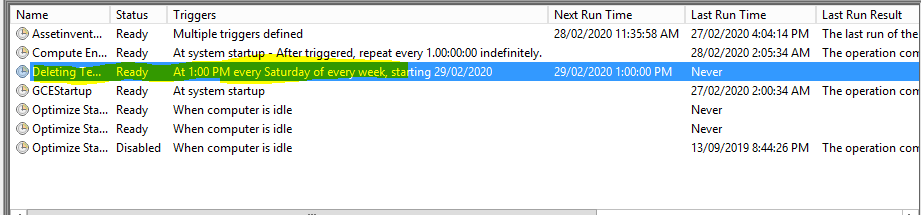 Name Status Triggers Next Run Time Last Run Time Last Run Result
Assetinvent... Ready Multiple triggers defined 28/02/2020 11:35:58 AM 27/02/2020 4:04:14 PM The last run of the
Compute En... Ready At system startup - After triggered, repeat every 1.00:00:00 indefinitely. 28/02/2020 2:05:34 AM The operation com
Deleting Te... Ready At 1:00 PM every Saturday of every week, starting 29/02/2020 29/02/2020 1:00:00 PM Never
GCEStartup Ready At system startup 27/02/2020 2:00:34 AM The operation com
Optimize Sta... Ready When computer is idle Never
Optimize Sta... Ready When computer is idle Never
Optimize Sta... Disabled When computer is idle 13/09/2019 8:44:26 PM The operation com